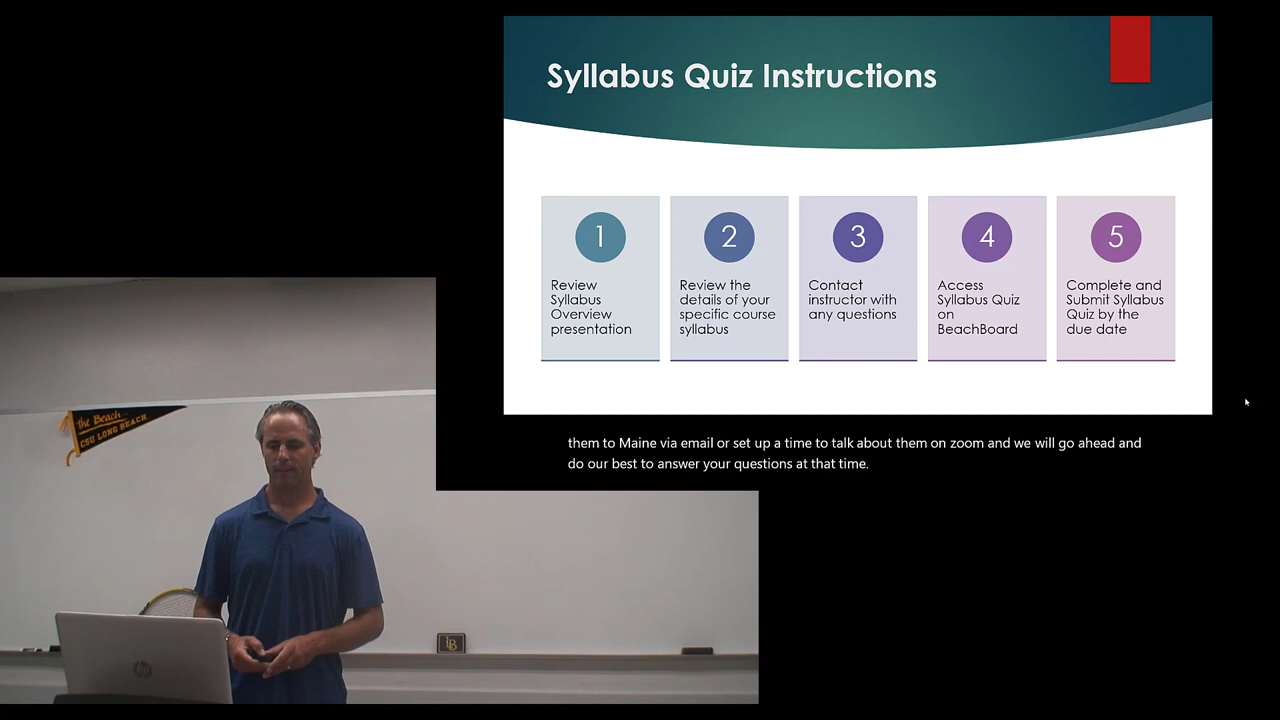 Syllabus Quiz Instructions
1
Review
Syllabus
Overview
presentation
2
Review the
details of your
specific course
syllabus
3
Contact
instructor with
any questions
4
Access
Syllabus Quiz
on
BeachBoard
5
Complete and
Submit Syllabus
Quiz by the
due date
them to Maine via email or set up a time to talk about them on zoom and we will go ahead and
do our best to answer your questions at that time.
the Beach
CSU LONG BEACH
LB
hp